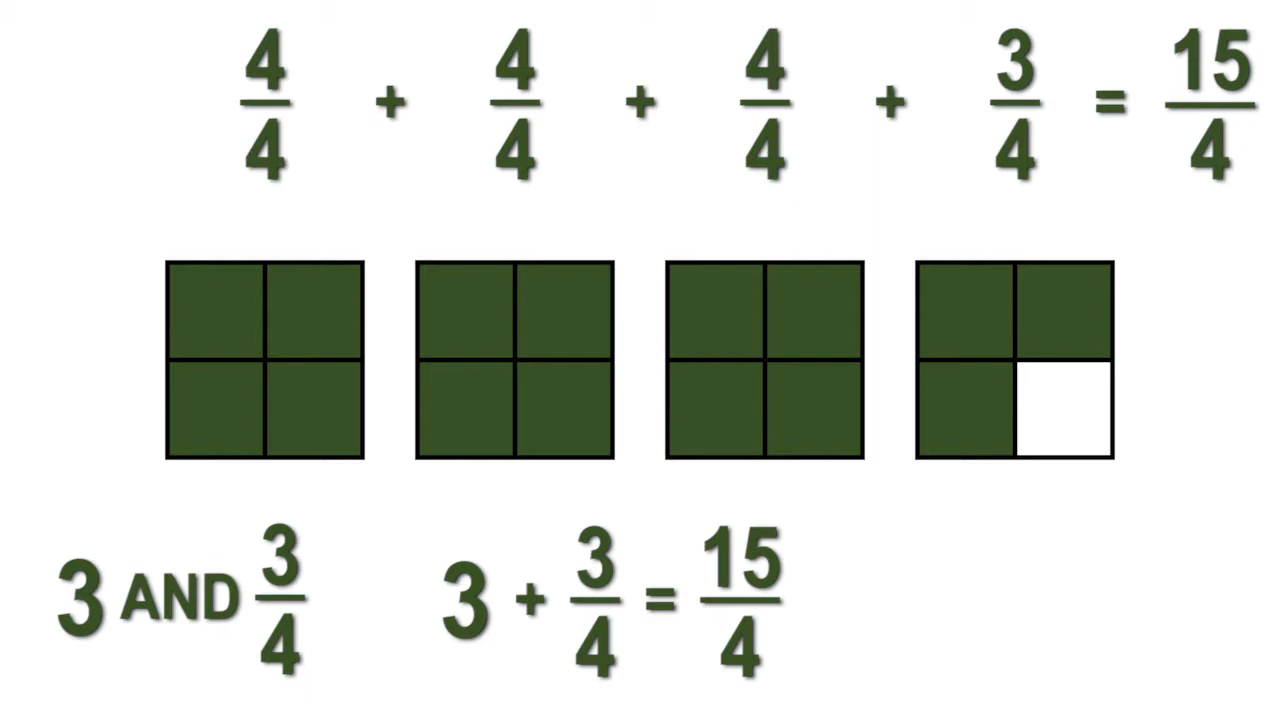 4/4 + 4/4 + 4/4 + 3/4 = 15/4
3 AND 3/4
3 + 3/4 = 15/4